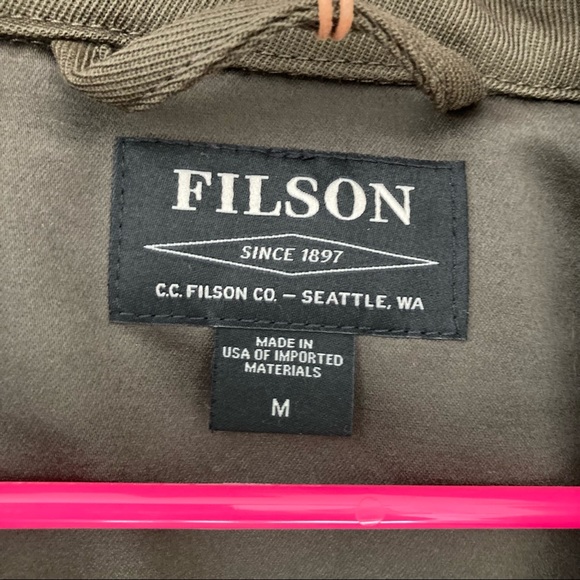 FILSON
SINCE 1897
C.C. FILSON CO. – SEATTLE, WA
MADE IN
USA OF IMPORTED
MATERIALS
M